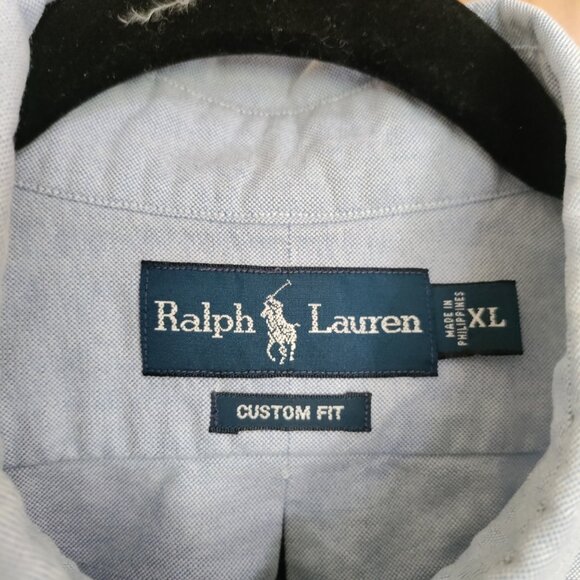 Ralph Lauren
MADE IN
PHILIPPINES
XL
CUSTOM FIT